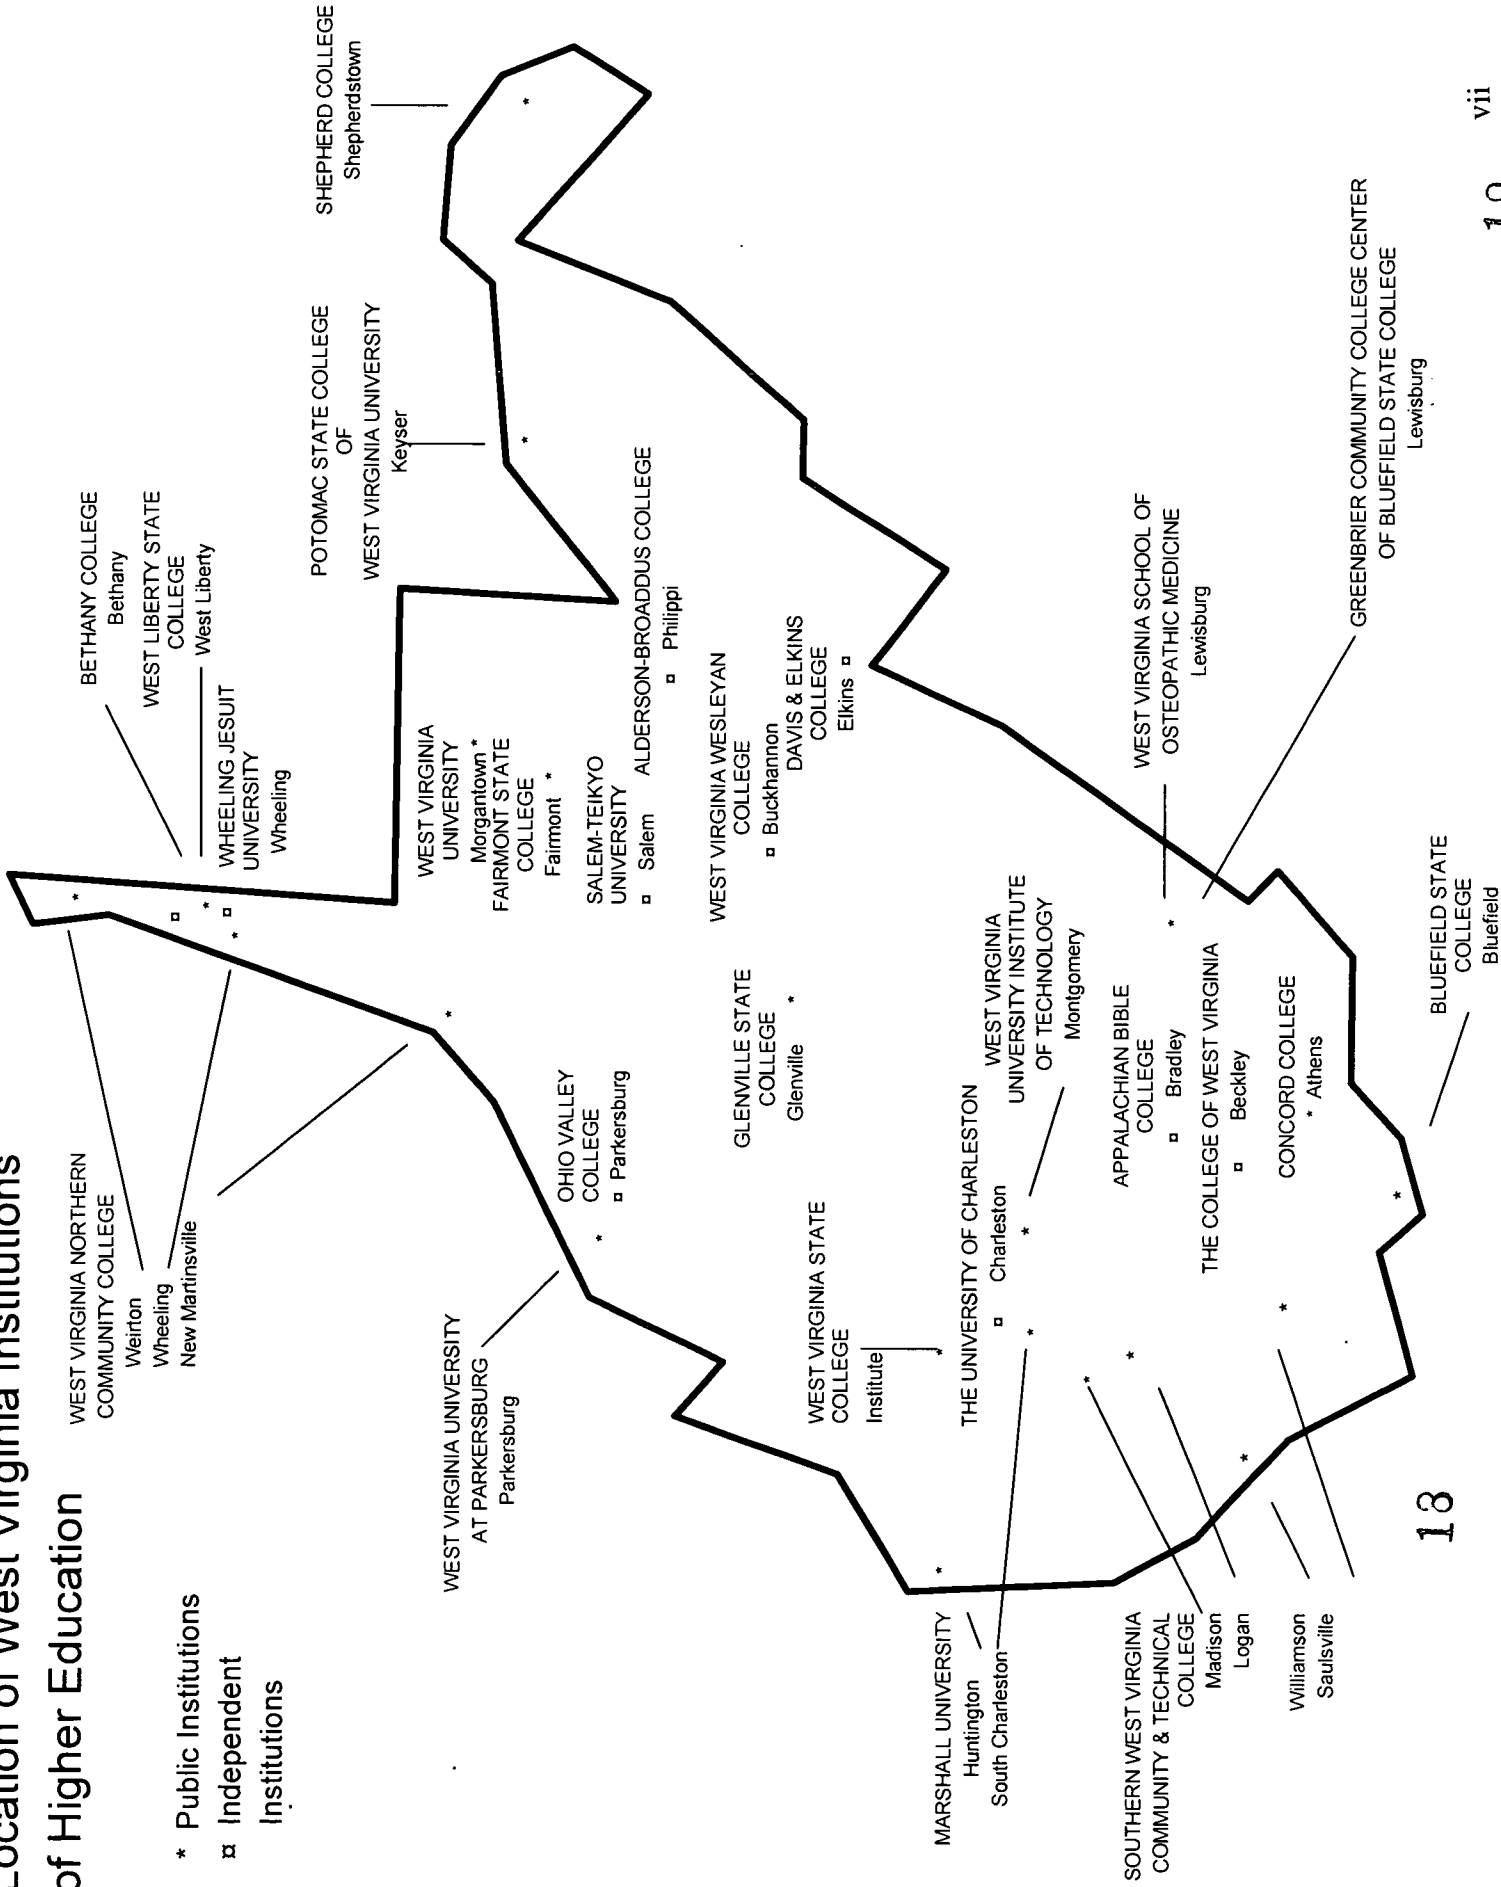 Location of West Virginia Institutions
of Higher Education
* Public Institutions
¤ Independent
Institutions
WEST VIRGINIA NORTHERN
COMMUNITY COLLEGE
Weirton
Wheeling
New Martinsville
BETHANY COLLEGE
Bethany
WEST LIBERTY STATE
COLLEGE
West Liberty
WHEELING JESUIT
UNIVERSITY
Wheeling
POTOMAC STATE COLLEGE
OF
WEST VIRGINIA UNIVERSITY
Keyser
SHEPHERD COLLEGE
Shepherdstown
WEST VIRGINIA UNIVERSITY
AT PARKERSBURG
Parkersburg
OHIO VALLEY
COLLEGE
¤ Parkersburg
WEST VIRGINIA
UNIVERSITY
Morgantown *
FAIRMONT STATE
COLLEGE
Fairmont *
SALEM-TEIKYO
UNIVERSITY
¤ Salem
ALDERSON-BROADDUS COLLEGE
¤ Philippi
WEST VIRGINIA WESLEYAN
COLLEGE
¤ Buckhannon
DAVIS & ELKINS
COLLEGE
Elkins ¤
GLENVILLE STATE
COLLEGE
Glenville *
WEST VIRGINIA STATE
COLLEGE
Institute
THE UNIVERSITY OF CHARLESTON
¤ Charleston
WEST VIRGINIA
UNIVERSITY INSTITUTE
OF TECHNOLOGY
Montgomery
MARSHALL UNIVERSITY
Huntington
South Charleston
SOUTHERN WEST VIRGINIA
COMMUNITY & TECHNICAL
COLLEGE
Madison
Logan
Williamson
Saulsville
APPALACHIAN BIBLE
COLLEGE
¤ Bradley
THE COLLEGE OF WEST VIRGINIA
¤ Beckley
CONCORD COLLEGE
* Athens
WEST VIRGINIA SCHOOL OF
OSTEOPATHIC MEDICINE
Lewisburg
GREENBRIER COMMUNITY COLLEGE CENTER
OF BLUEFIELD STATE COLLEGE
Lewisburg
BLUEFIELD STATE
COLLEGE
Bluefield
13
vii